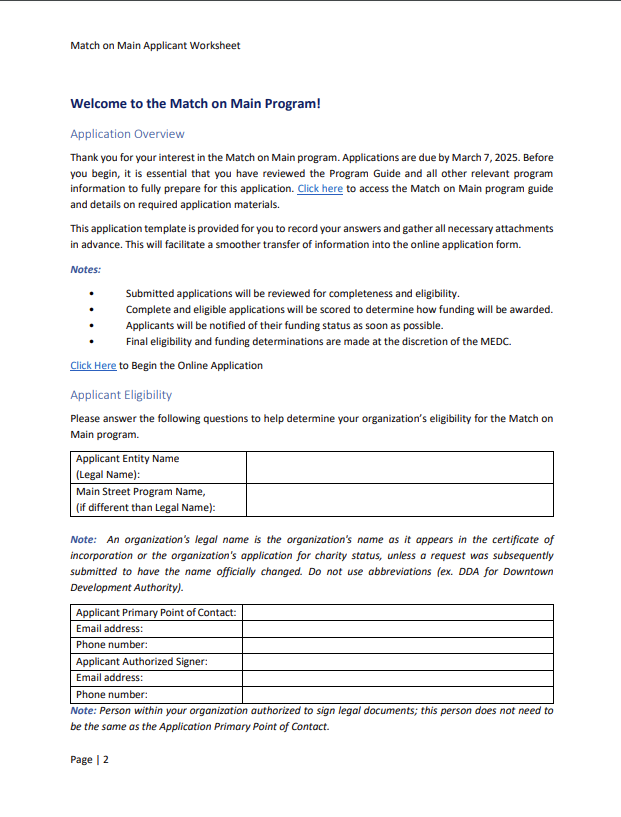 Match on Main Applicant Worksheet
Welcome to the Match on Main Program!
Application Overview
Thank you for your interest in the Match on Main program. Applications are due by March 7, 2025. Before
you begin, it is essential that you have reviewed the Program Guide and all other relevant program
information to fully prepare for this application. Click here to access the Match on Main program guide
and details on required application materials.
This application template is provided for you to record your answers and gather all necessary attachments
in advance. This will facilitate a smoother transfer of information into the online application form.
Notes:
• Submitted applications will be reviewed for completeness and eligibility.
• Complete and eligible applications will be scored to determine how funding will be awarded.
• Applicants will be notified of their funding status as soon as possible.
• Final eligibility and funding determinations are made at the discretion of the MEDC.
Click Here to Begin the Online Application
Applicant Eligibility
Please answer the following questions to help determine your organization's eligibility for the Match on
Main program.
Applicant Entity Name
(Legal Name):
Main Street Program Name,
(if different than Legal Name):
Note: An organization's legal name is the organization's name as it appears in the certificate of
incorporation or the organization's application for charity status, unless a request was subsequently
submitted to have the name officially changed. Do not use abbreviations (ex. DDA for Downtown
Development Authority).
Applicant Primary Point of Contact:
Email address:
Phone number:
Applicant Authorized Signer:
Email address:
Phone number:
Note: Person within your organization authorized to sign legal documents; this person does not need to
be the same as the Application Primary Point of Contact.
Page | 2